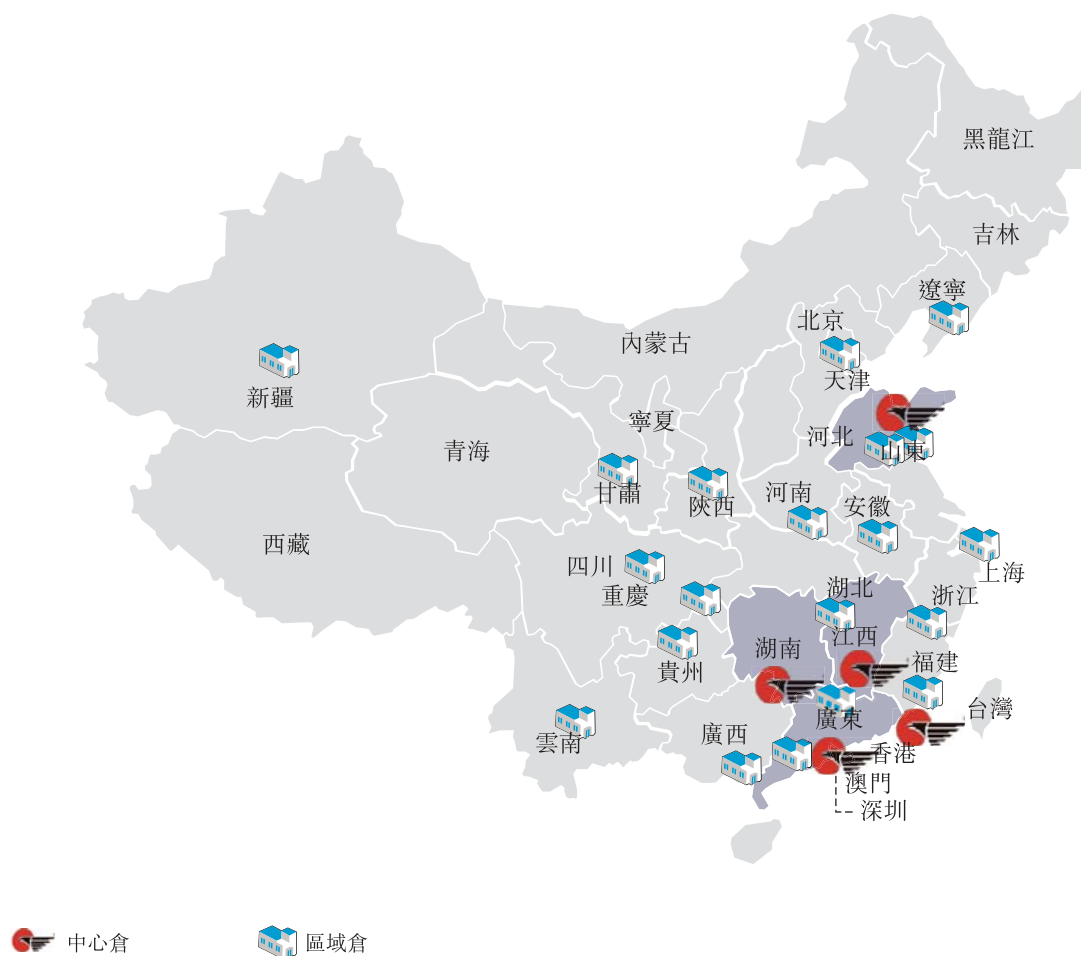 黑龍江
吉林
遼寧
北京
內蒙古
天津
新疆
寧夏
河北
青海
山東
甘肅
陝西
河南
安徽
西藏
四川
上海
重慶
湖北
浙江
江西
湖南
福建
貴州
台灣
廣東
廣西
雲南
香港
澳門
深圳
中心倉
區域倉